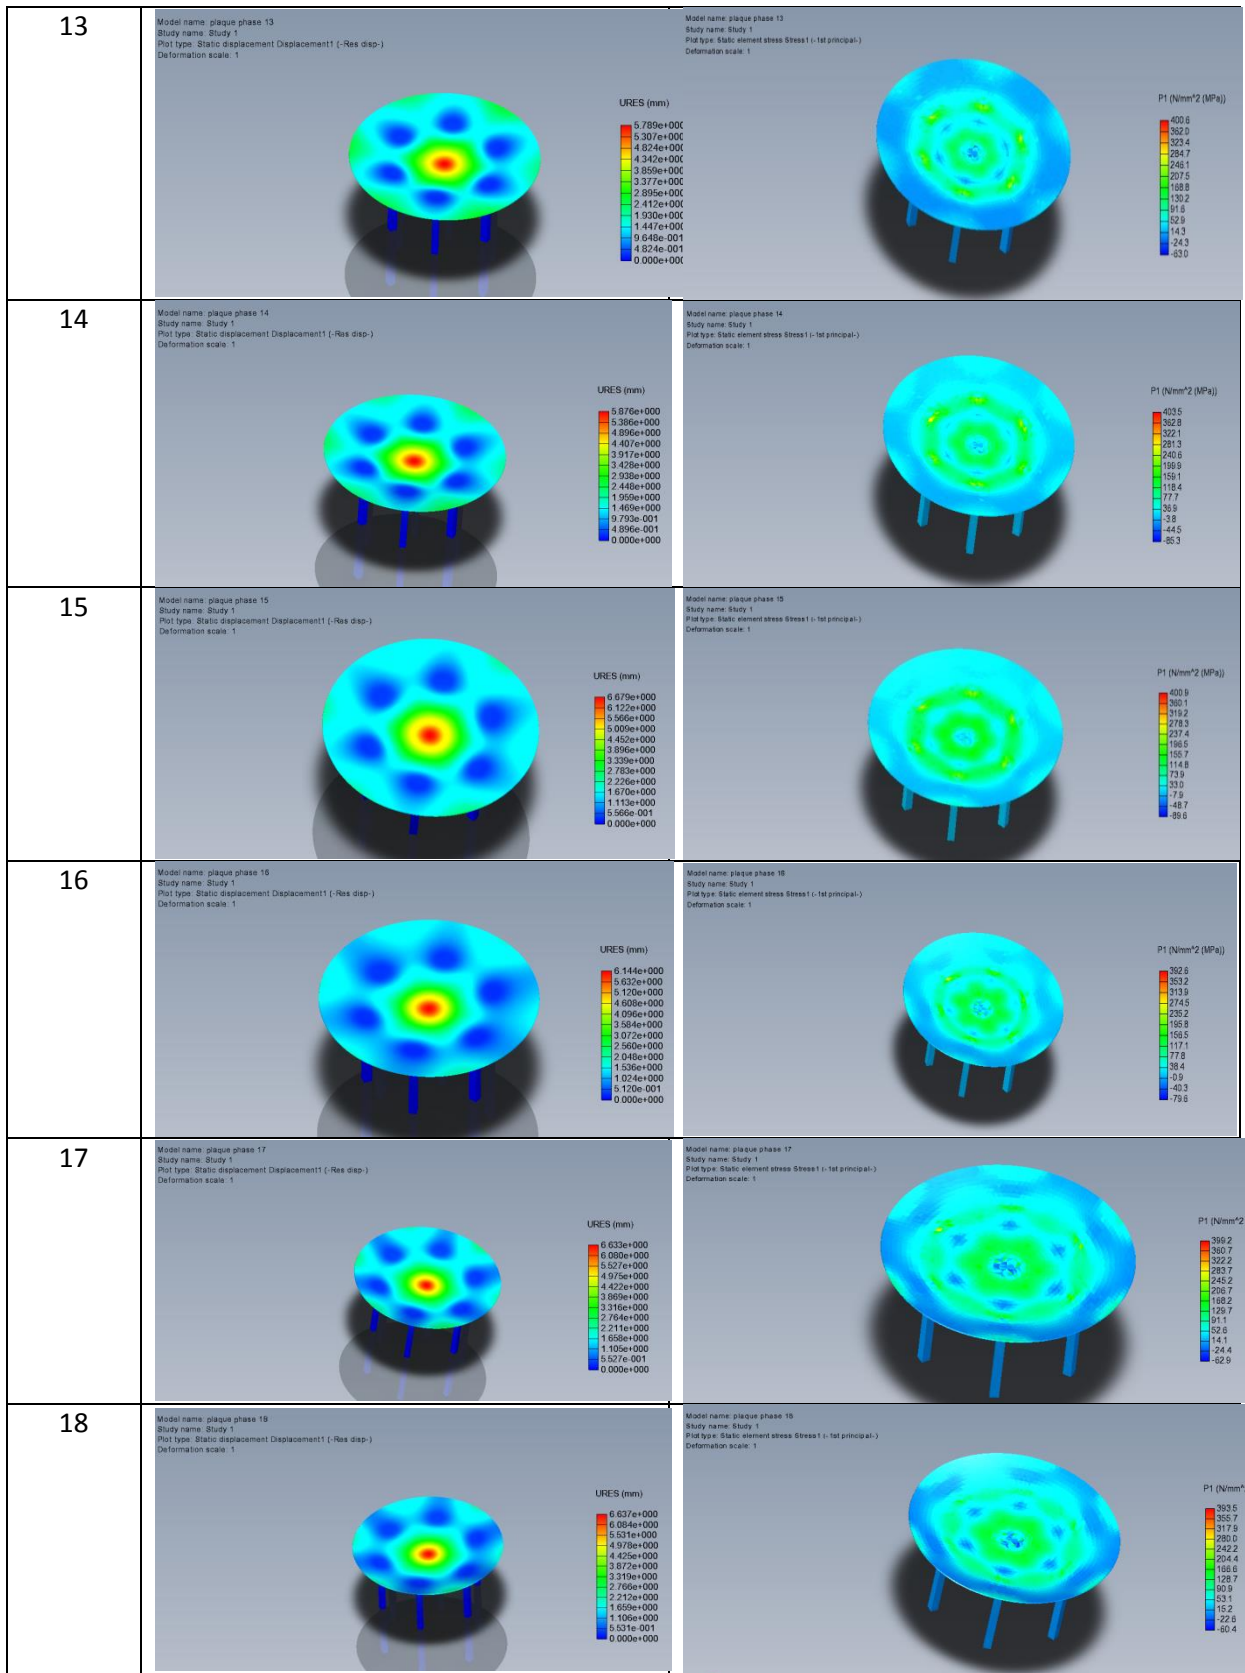 13
Model name: plaque phase 13
Study name: Study 1
Plot type: Static displacement Displacement1 (-Res disp-)
Deformation scale: 1
URES (mm)
5.789e+000
5.307e+000
4.824e+000
4.342e+000
3.859e+000
3.377e+000
2.895e+000
2.412e+000
1.930e+000
1.447e+000
9.648e-001
4.824e-001
0.000e+000
Model name: plaque phase 13
Study name: Study 1
Plot type: Static element stress Stress1 (-1st principal-)
Deformation scale: 1
P1 (N/mm^2 (MPa))
400.6
362.0
323.4
284.7
246.1
207.5
168.8
130.2
91.6
52.9
14.3
-24.3
-63.0
14
Model name: plaque phase 14
Study name: Study 1
Plot type: Static displacement Displacement1 (-Res disp-)
Deformation scale: 1
URES (mm)
5.876e+000
5.386e+000
4.896e+000
4.407e+000
3.917e+000
3.428e+000
2.938e+000
2.448e+000
1.959e+000
1.469e+000
9.793e-001
4.896e-001
0.000e+000
Model name: plaque phase 14
Study name: Study 1
Plot type: Static element stress Stress1 (-1st principal-)
Deformation scale: 1
P1 (N/mm^2 (MPa))
403.5
362.8
322.1
281.3
240.6
199.9
159.1
118.4
77.7
36.9
-3.8
-44.5
-85.3
15
Model name: plaque phase 15
Study name: Study 1
Plot type: Static displacement Displacement1 (-Res disp-)
Deformation scale: 1
URES (mm)
6.679e+000
6.122e+000
5.566e+000
5.009e+000
4.452e+000
3.896e+000
3.339e+000
2.783e+000
2.226e+000
1.670e+000
1.113e+000
5.566e-001
0.000e+000
Model name: plaque phase 15
Study name: Study 1
Plot type: Static element stress Stress1 (-1st principal-)
Deformation scale: 1
P1 (N/mm^2 (MPa))
400.9
360.1
319.2
278.3
237.4
196.5
155.7
114.8
73.9
33.0
-7.9
-48.7
-89.6
16
Model name: plaque phase 16
Study name: Study 1
Plot type: Static displacement Displacement1 (-Res disp-)
Deformation scale: 1
URES (mm)
6.144e+000
5.632e+000
5.120e+000
4.608e+000
4.096e+000
3.584e+000
3.072e+000
2.560e+000
2.048e+000
1.536e+000
1.024e+000
5.120e-001
0.000e+000
Model name: plaque phase 16
Study name: Study 1
Plot type: Static element stress Stress1 (-1st principal-)
Deformation scale: 1
P1 (N/mm^2 (MPa))
392.6
353.2
313.9
274.5
235.2
195.8
156.5
117.1
77.8
38.4
-0.9
-40.3
-79.6
17
Model name: plaque phase 17
Study name: Study 1
Plot type: Static displacement Displacement1 (-Res disp-)
Deformation scale: 1
URES (mm)
6.633e+000
6.080e+000
5.527e+000
4.975e+000
4.422e+000
3.869e+000
3.316e+000
2.764e+000
2.211e+000
1.658e+000
1.105e+000
5.527e-001
0.000e+000
Model name: plaque phase 17
Study name: Study 1
Plot type: Static element stress Stress1 (-1st principal-)
Deformation scale: 1
P1 (N/mm^2
399.2
360.7
322.2
283.7
245.2
206.7
168.2
129.7
91.1
52.6
14.1
-24.4
-62.9
18
Model name: plaque phase 18
Study name: Study 1
Plot type: Static displacement Displacement1 (-Res disp-)
Deformation scale: 1
URES (mm)
6.637e+000
6.084e+000
5.531e+000
4.978e+000
4.425e+000
3.872e+000
3.319e+000
2.766e+000
2.212e+000
1.659e+000
1.106e+000
5.531e-001
0.000e+000
Model name: plaque phase 18
Study name: Study 1
Plot type: Static element stress Stress1 (-1st principal-)
Deformation scale: 1
P1 (N/mm^
393.5
355.7
317.9
280.0
242.2
204.4
166.6
128.7
90.9
53.1
15.2
-22.6
-60.4